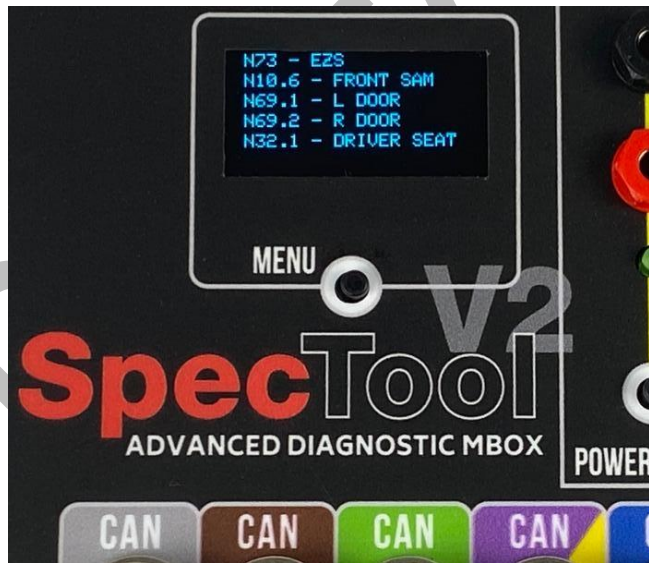 N73 - EZS
N10.6 - FRONT SAM
N69.1 - L DOOR
N69.2 - R DOOR
N32.1 - DRIVER SEAT
MENU
V2
SpecTool
ADVANCED DIAGNOSTIC MBOX
POWER
CAN CAN CAN CAN